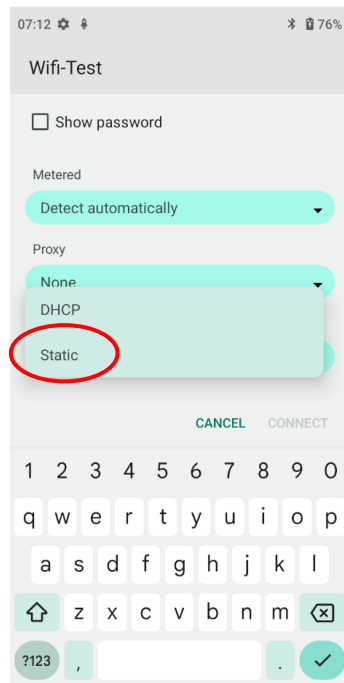 07:12 76%
Wifi-Test
Show password
Metered
Detect automatically
Proxy
None
DHCP
Static
CANCEL CONNECT
1 2 3 4 5 6 7 8 9 0
q w e r t y u i o p
a s d f g h j k l
z x c v b n m
?123 , .